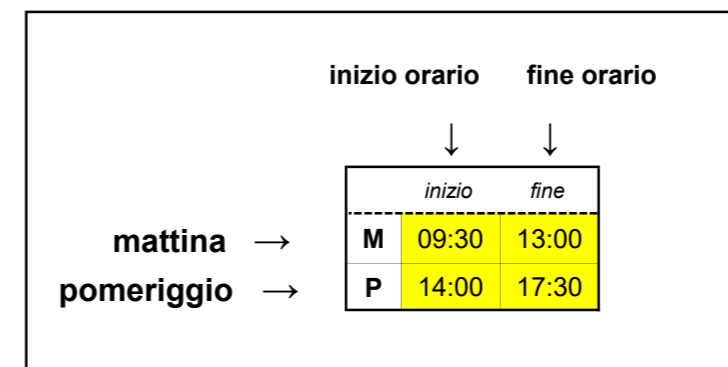 inizio orario fine orario
↓ ↓
inizio fine
mattina → M 09:30 13:00
pomeriggio → P 14:00 17:30